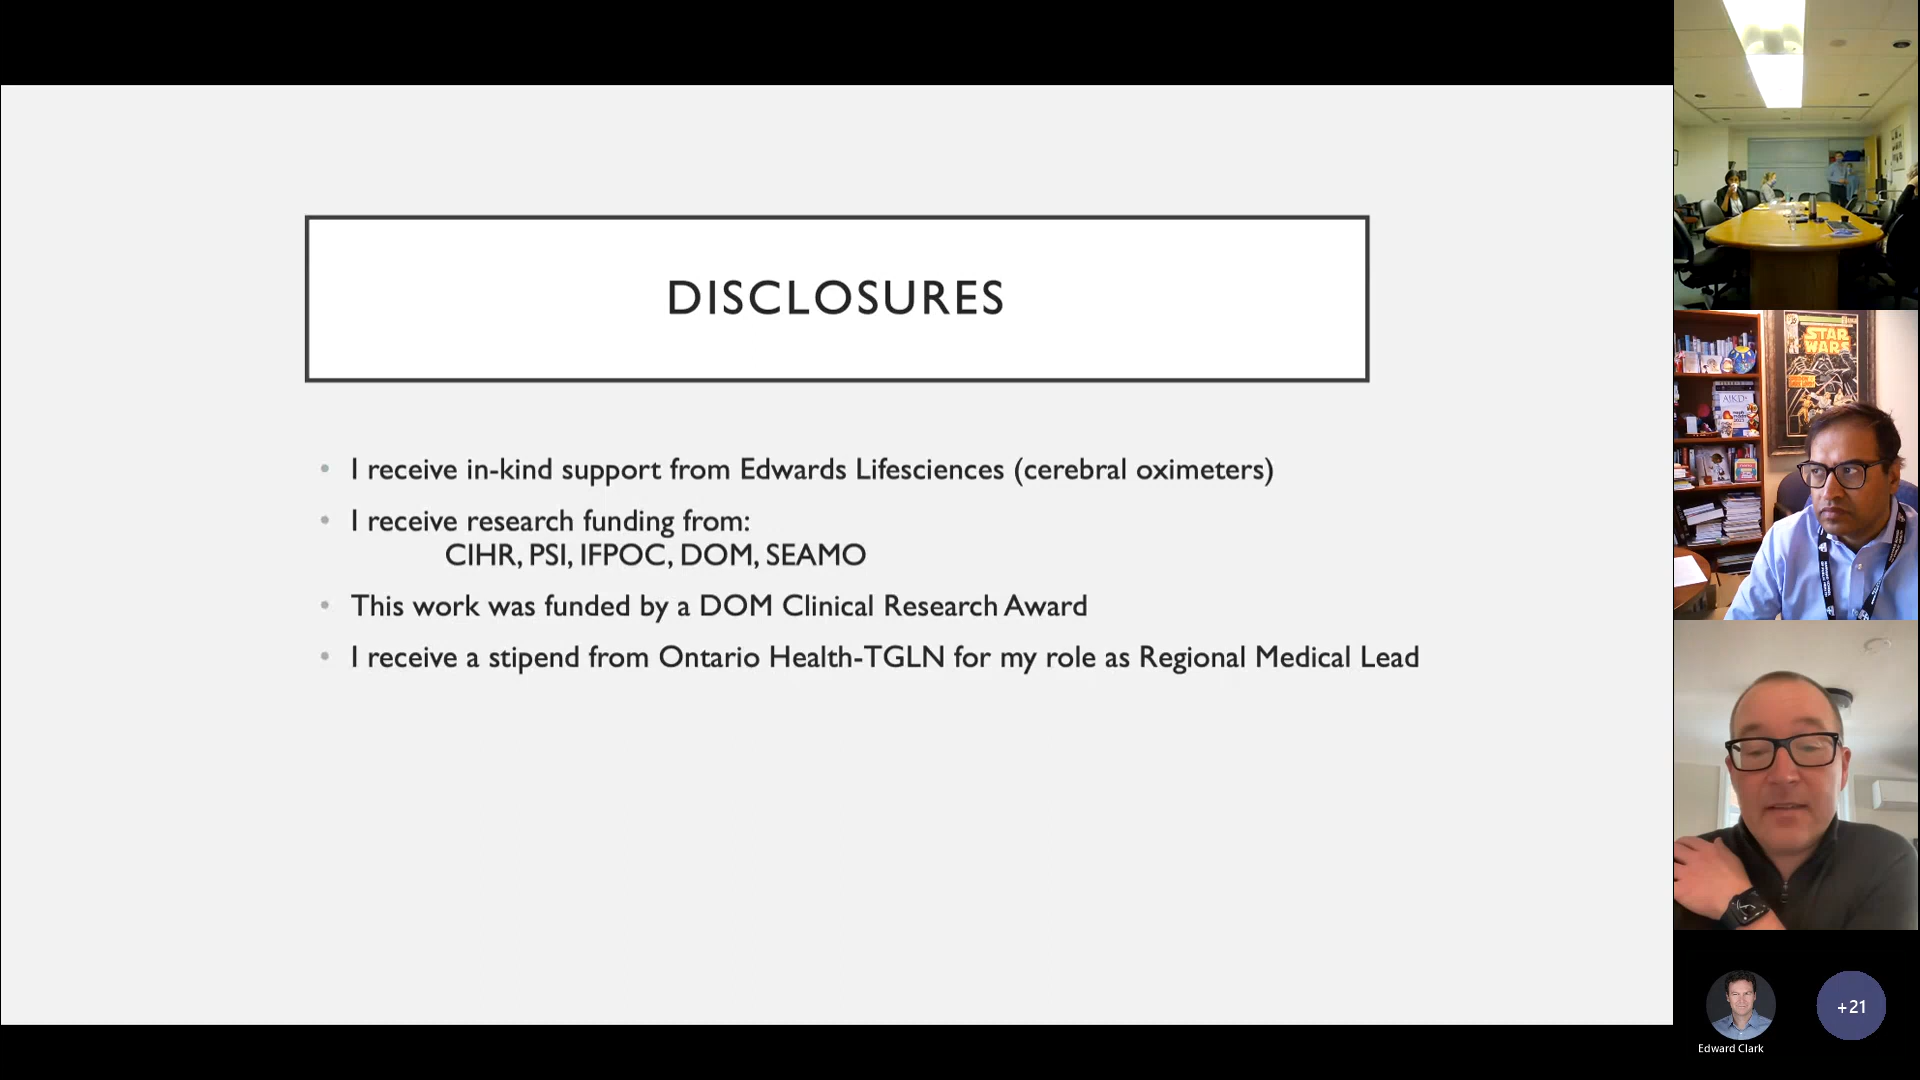 DISCLOSURES
• I receive in-kind support from Edwards Lifesciences (cerebral oximeters)
• I receive research funding from:
CIHR, PSI, IFPOC, DOM, SEAMO
• This work was funded by a DOM Clinical Research Award
• I receive a stipend from Ontario Health-TGLN for my role as Regional Medical Lead
STAR
WARS
AJKD
Edward Clark
+21